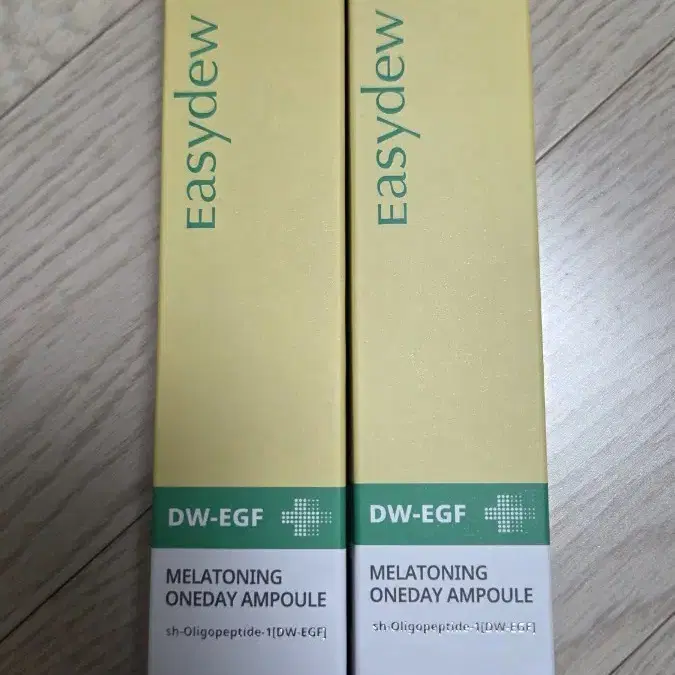 Easydew
DW-EGF
MELATONING
ONEDAY AMPOULE
sh-Oligopeptide-1[DW-EGF]
Easydew
DW-EGF
MELATONING
ONEDAY AMPOULE
sh-Oligopeptide-1[DW-EGF]